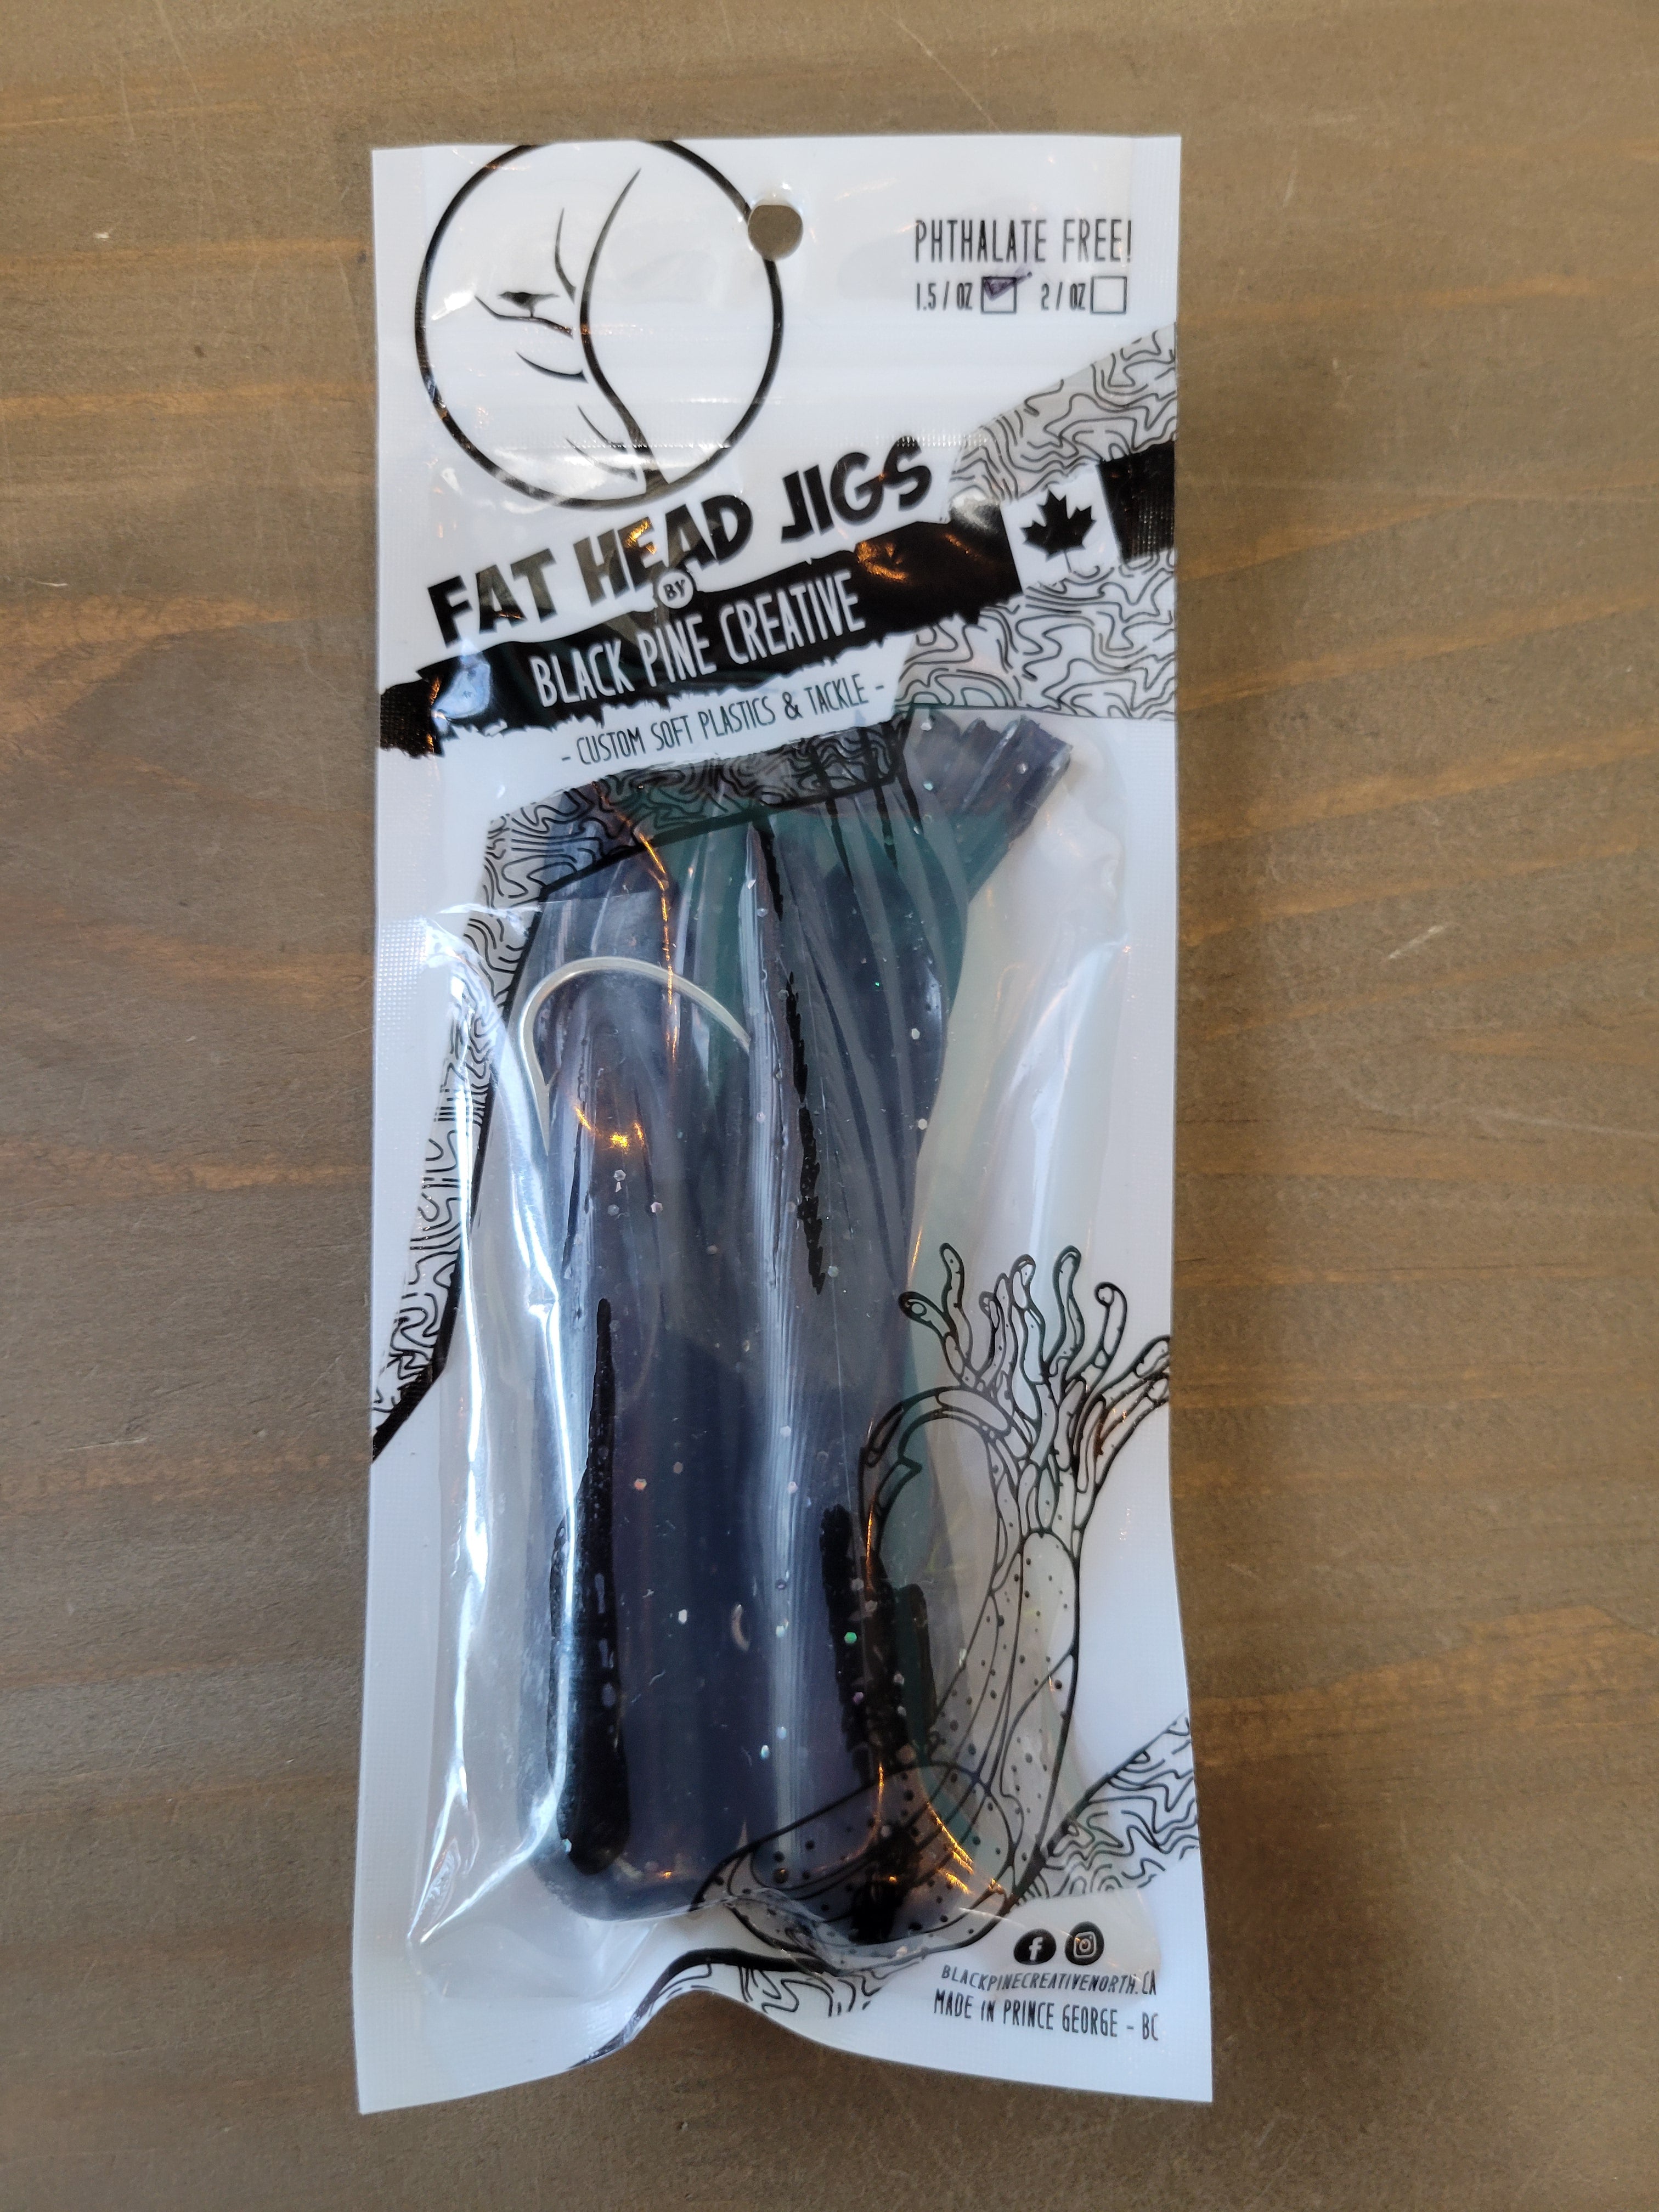 PHTHALATE FREE!
1.5 / OZ 2 / OZ
FAT HEAD JIGS
BY
BLACK PINE CREATIVE
- CUSTOM SOFT PLASTICS & TACKLE -
BLACKPINECREATIVENORTH.CA
MADE IN PRINCE GEORGE - BC